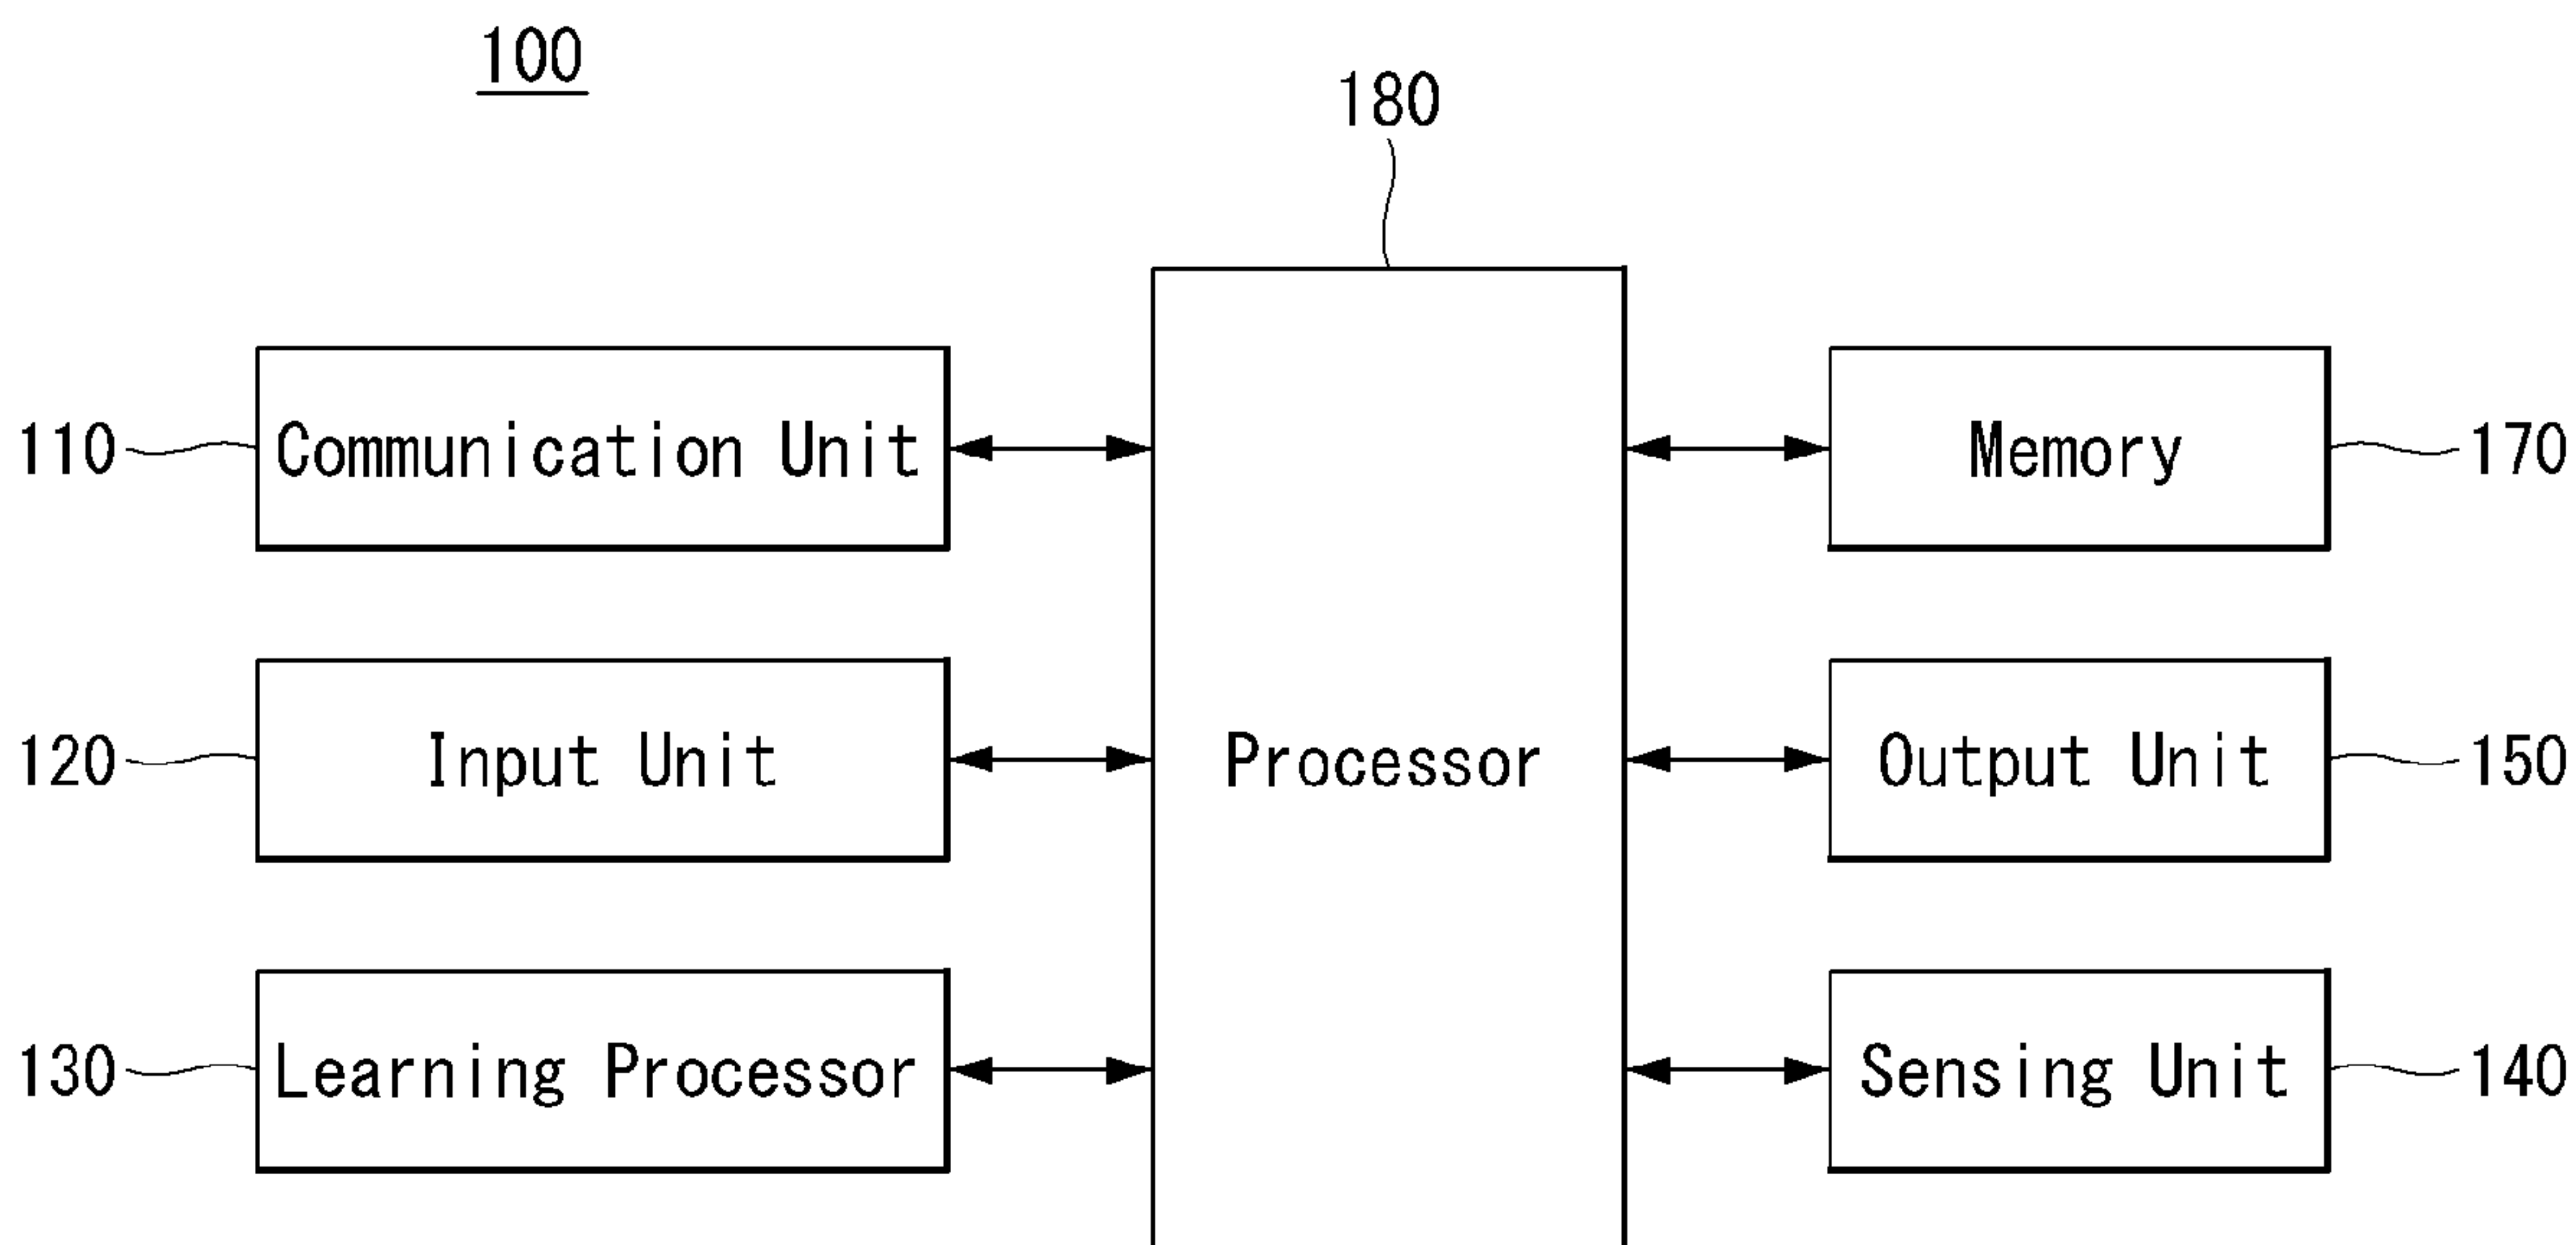 100
180
110 Communication Unit Memory 170
120 Input Unit Processor Output Unit 150
130 Learning Processor Sensing Unit 140